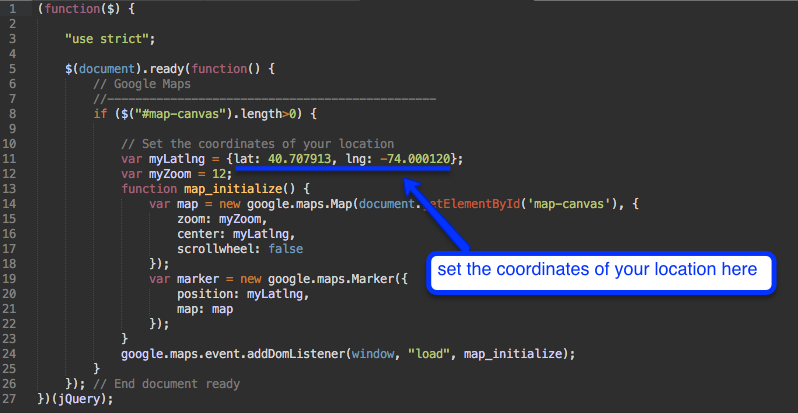 1 (function($) {
2
3 "use strict";
4
5 $(document).ready(function() {
6 // Google Maps
7 //-----------------------------------------------
8 if ($("#map-canvas").length>0) {
9
10 // Set the coordinates of your location
11 var myLatlng = {lat: 40.707913, lng: -74.000120};
12 var myZoom = 12;
13 function map_initialize() {
14 var map = new google.maps.Map(document.getElementById('map-canvas'), {
15 zoom: myZoom,
16 center: myLatlng,
17 scrollwheel: false
18 });
19 var marker = new google.maps.Marker({
20 position: myLatlng,
21 map: map
22 });
23 }
24 google.maps.event.addDomListener(window, "load", map_initialize);
25 }
26 }); // End document ready
27 })(jQuery);
set the coordinates of your location here